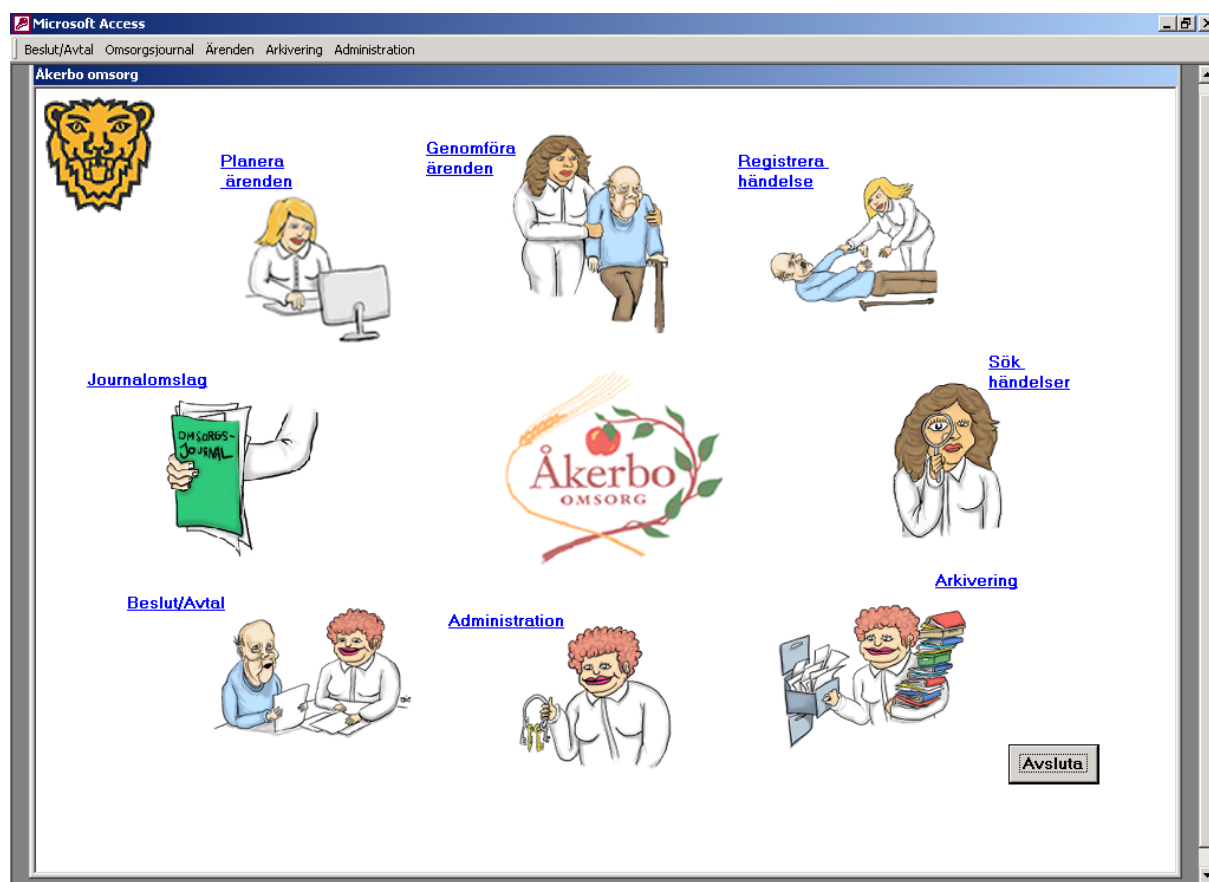 Microsoft Access
Beslut/Avtal Omsorgsjournal Ärenden Arkivering Administration
Åkerbo omsorg
Planera
ärenden
Genomföra
ärenden
Registrera
händelse
Journalomslag
OMSORGS-
JOURNAL
Åkerbo
OMSORG
Sök
händelser
Beslut/Avtal
Administration
Arkivering
Avsluta